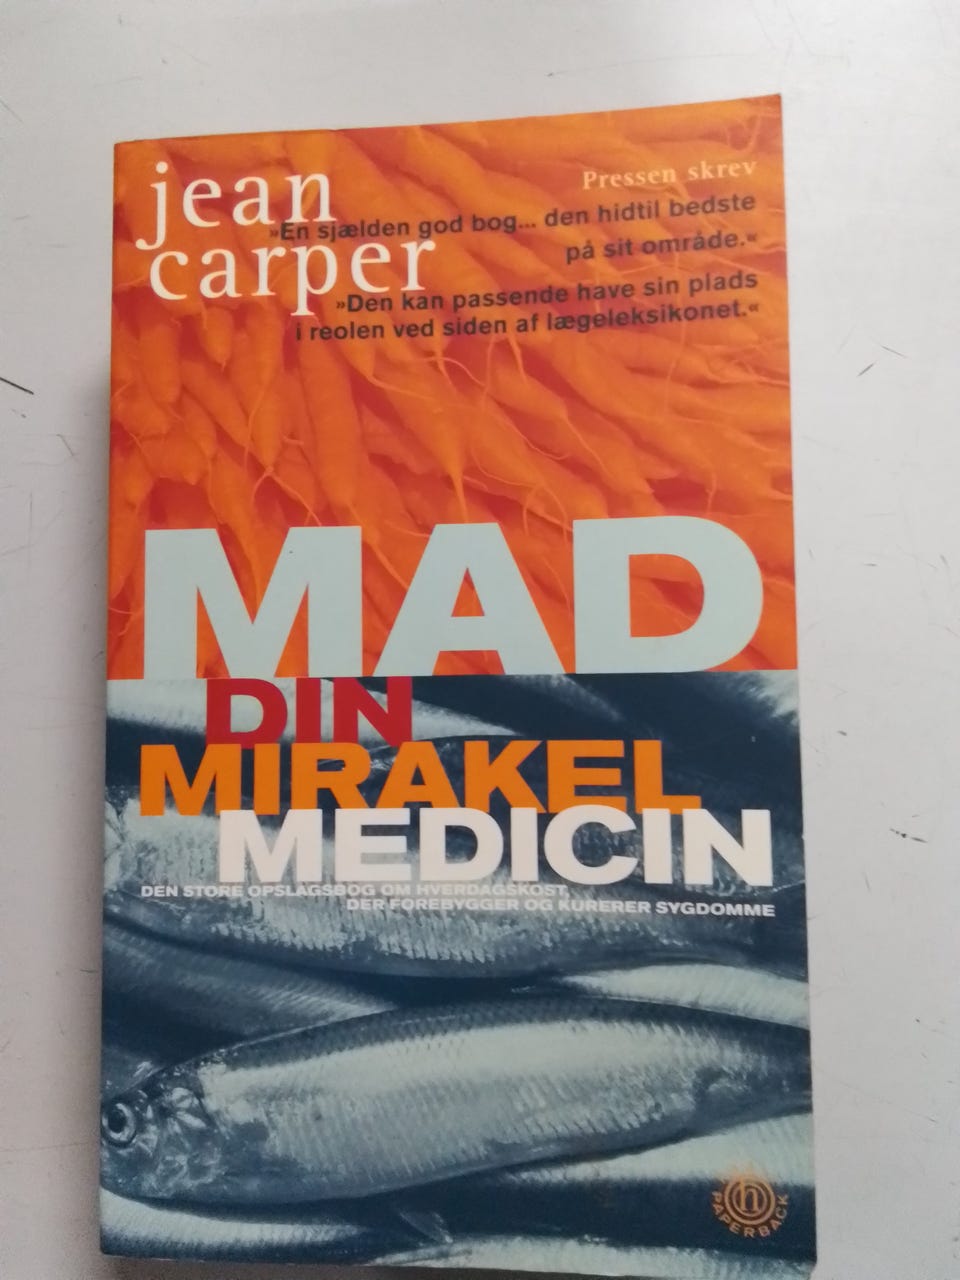 jean
carper
Pressen skrev
»En sjælden god bog... den hidtil bedste
på sit område.«
»Den kan passende have sin plads
i reolen ved siden af lægeleksikonet.«
MAD
DIN
MIRAKEL
MEDICIN
DEN STORE OPSLAGSBOG OM HVERDAGSKOST,
DER FOREBYGGER OG KURERER SYGDOMME
h
PAPERBACK